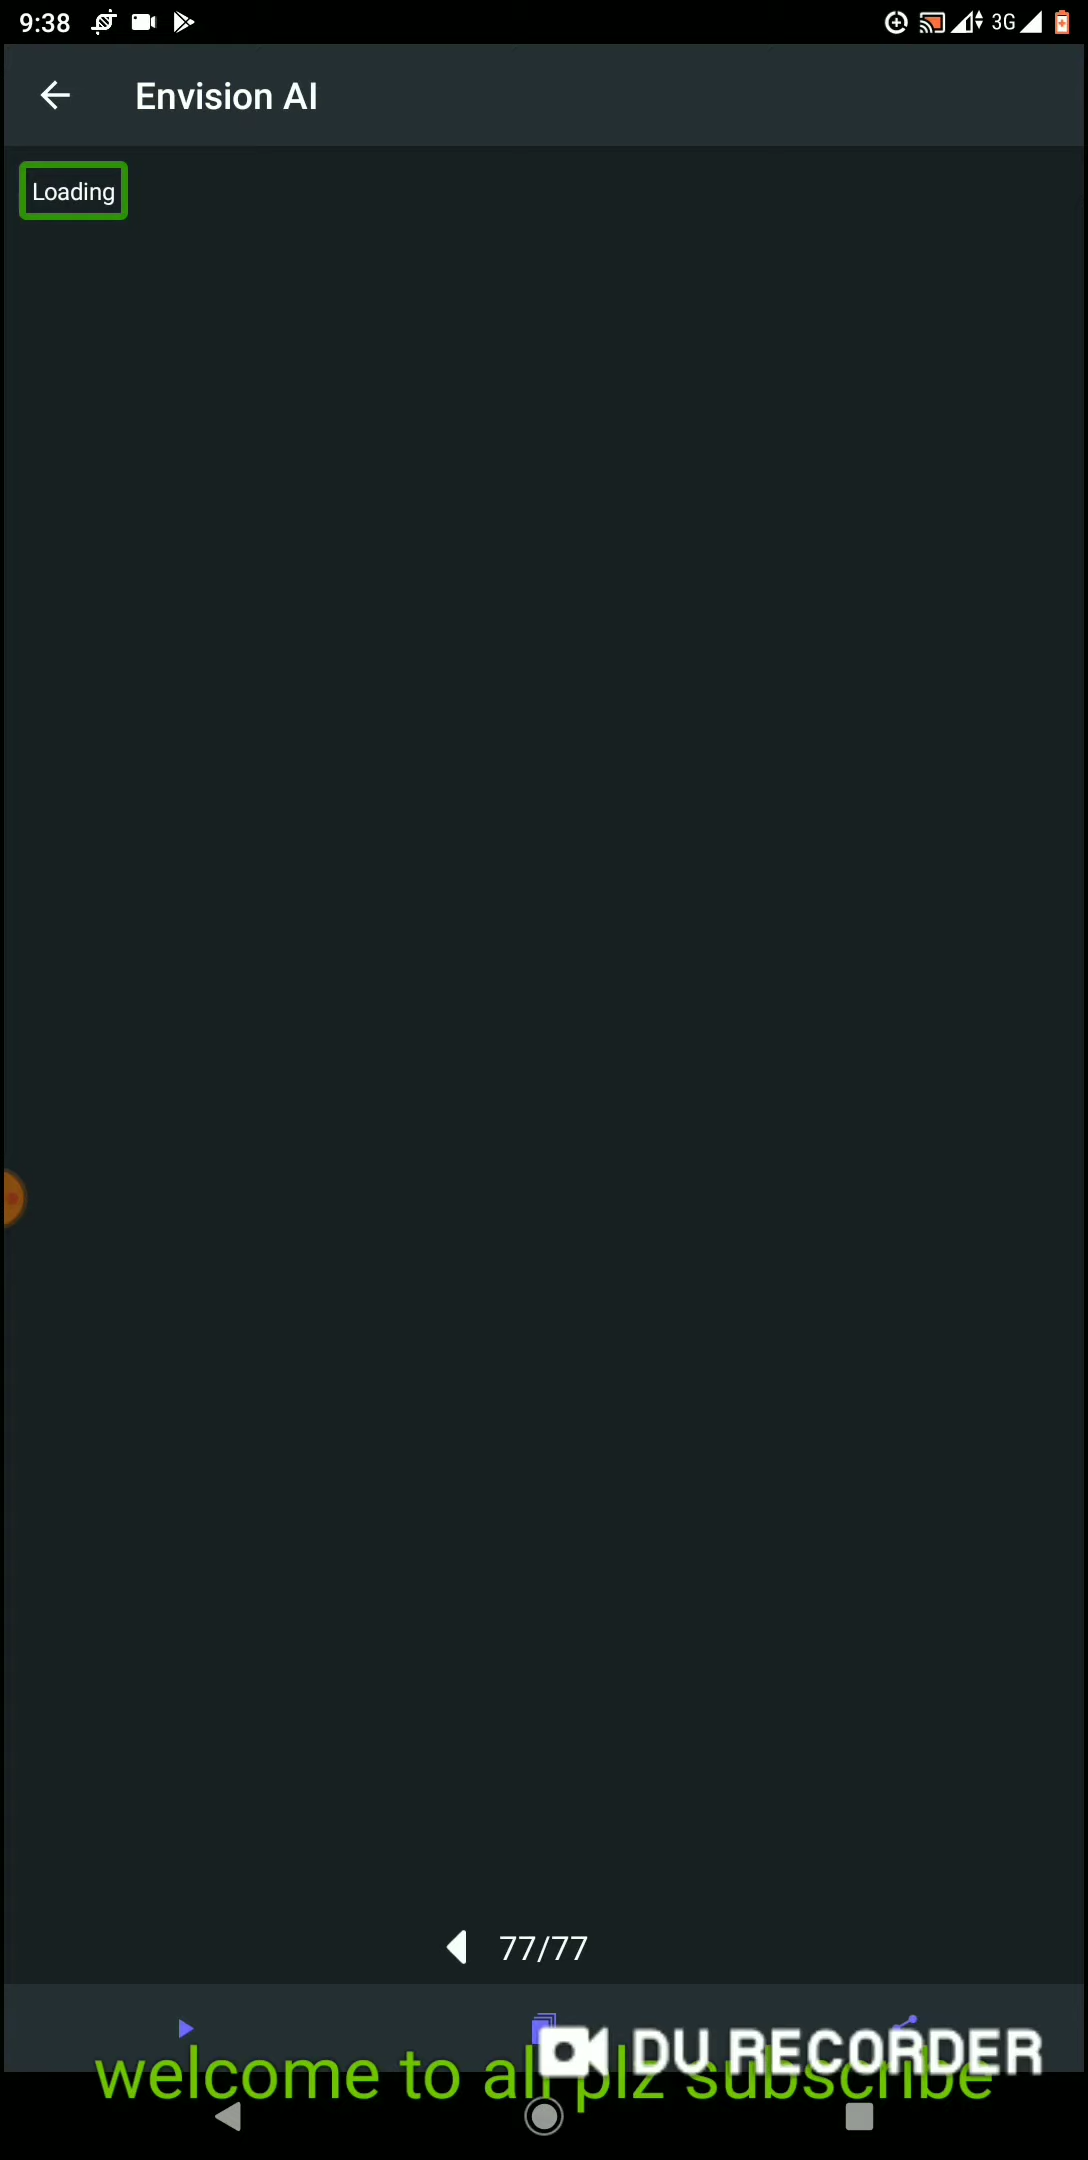 9:38
3G
Envision AI
Loading
77/77
DU RECORDER
welcome to all plz subscribe